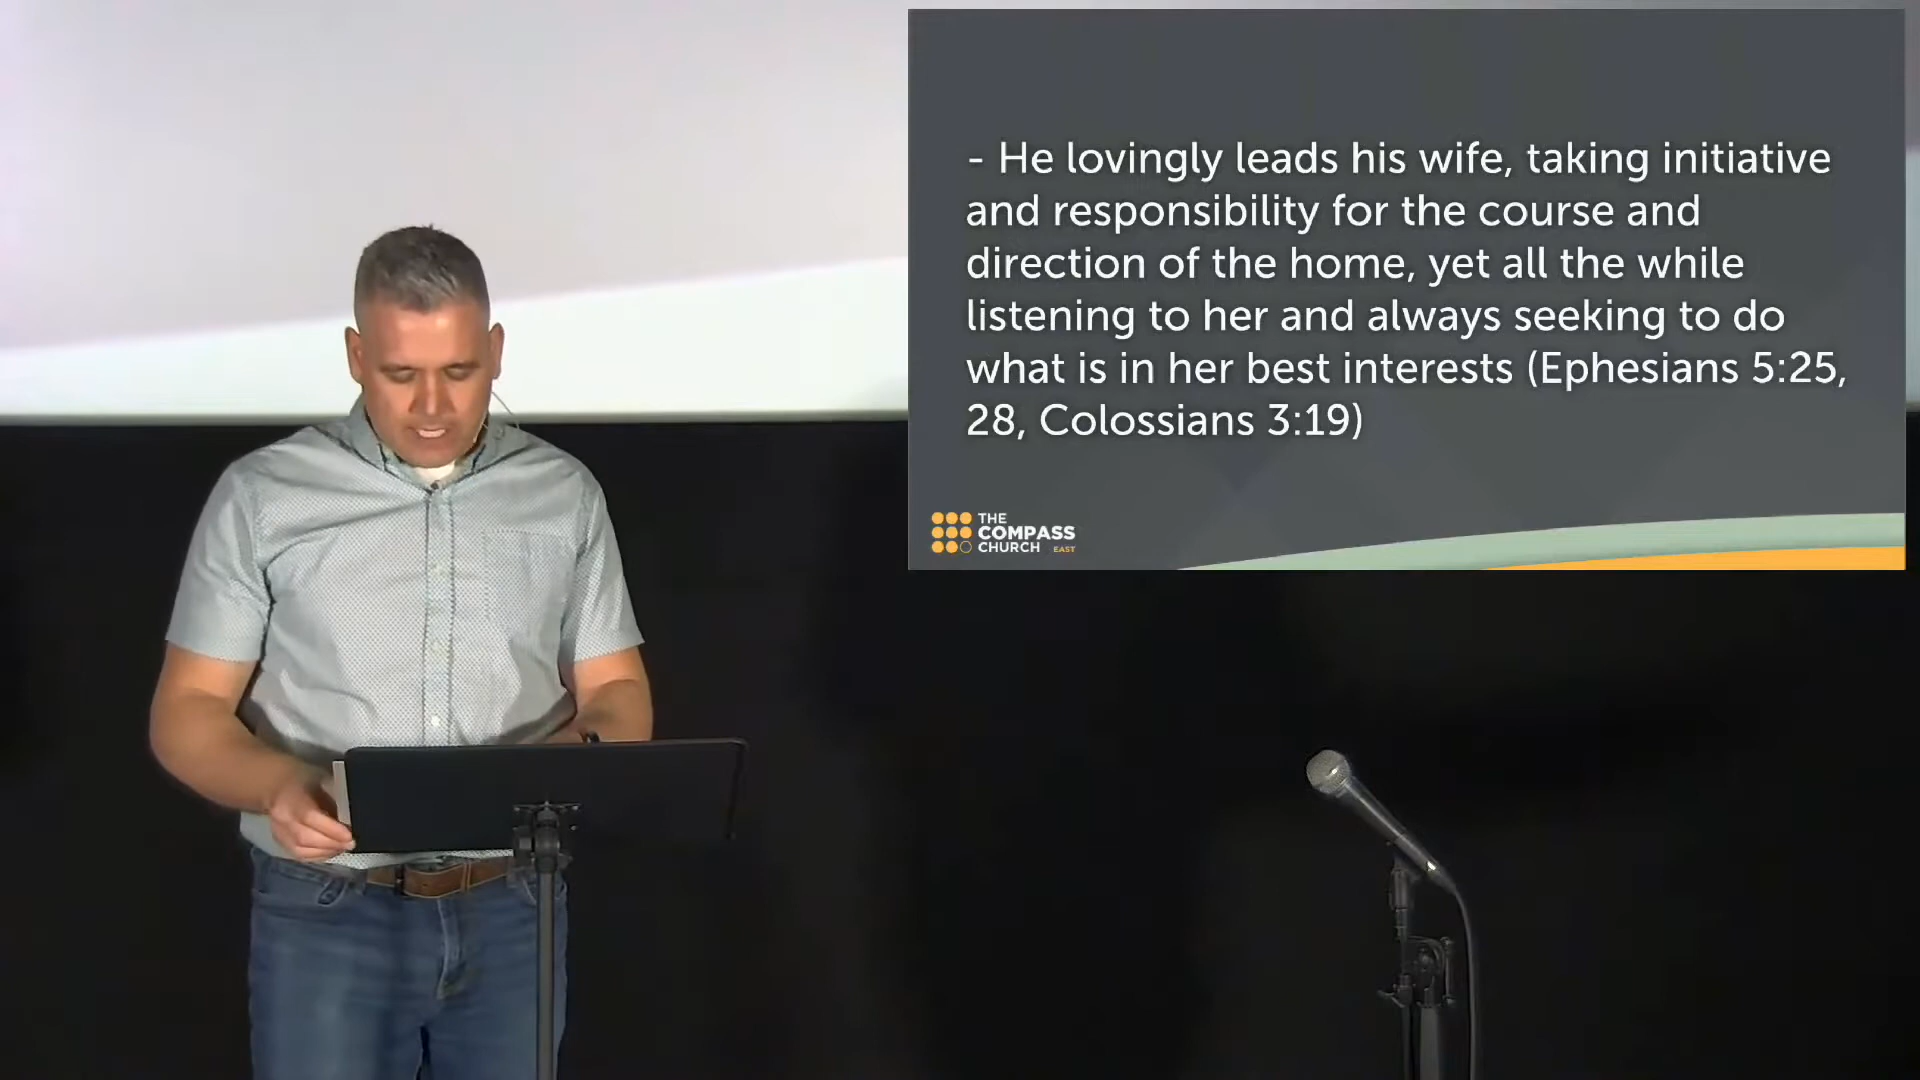 - He lovingly leads his wife, taking initiative
and responsibility for the course and
direction of the home, yet all the while
listening to her and always seeking to do
what is in her best interests (Ephesians 5:25,
28, Colossians 3:19)
THE
COMPASS
CHURCH EAST